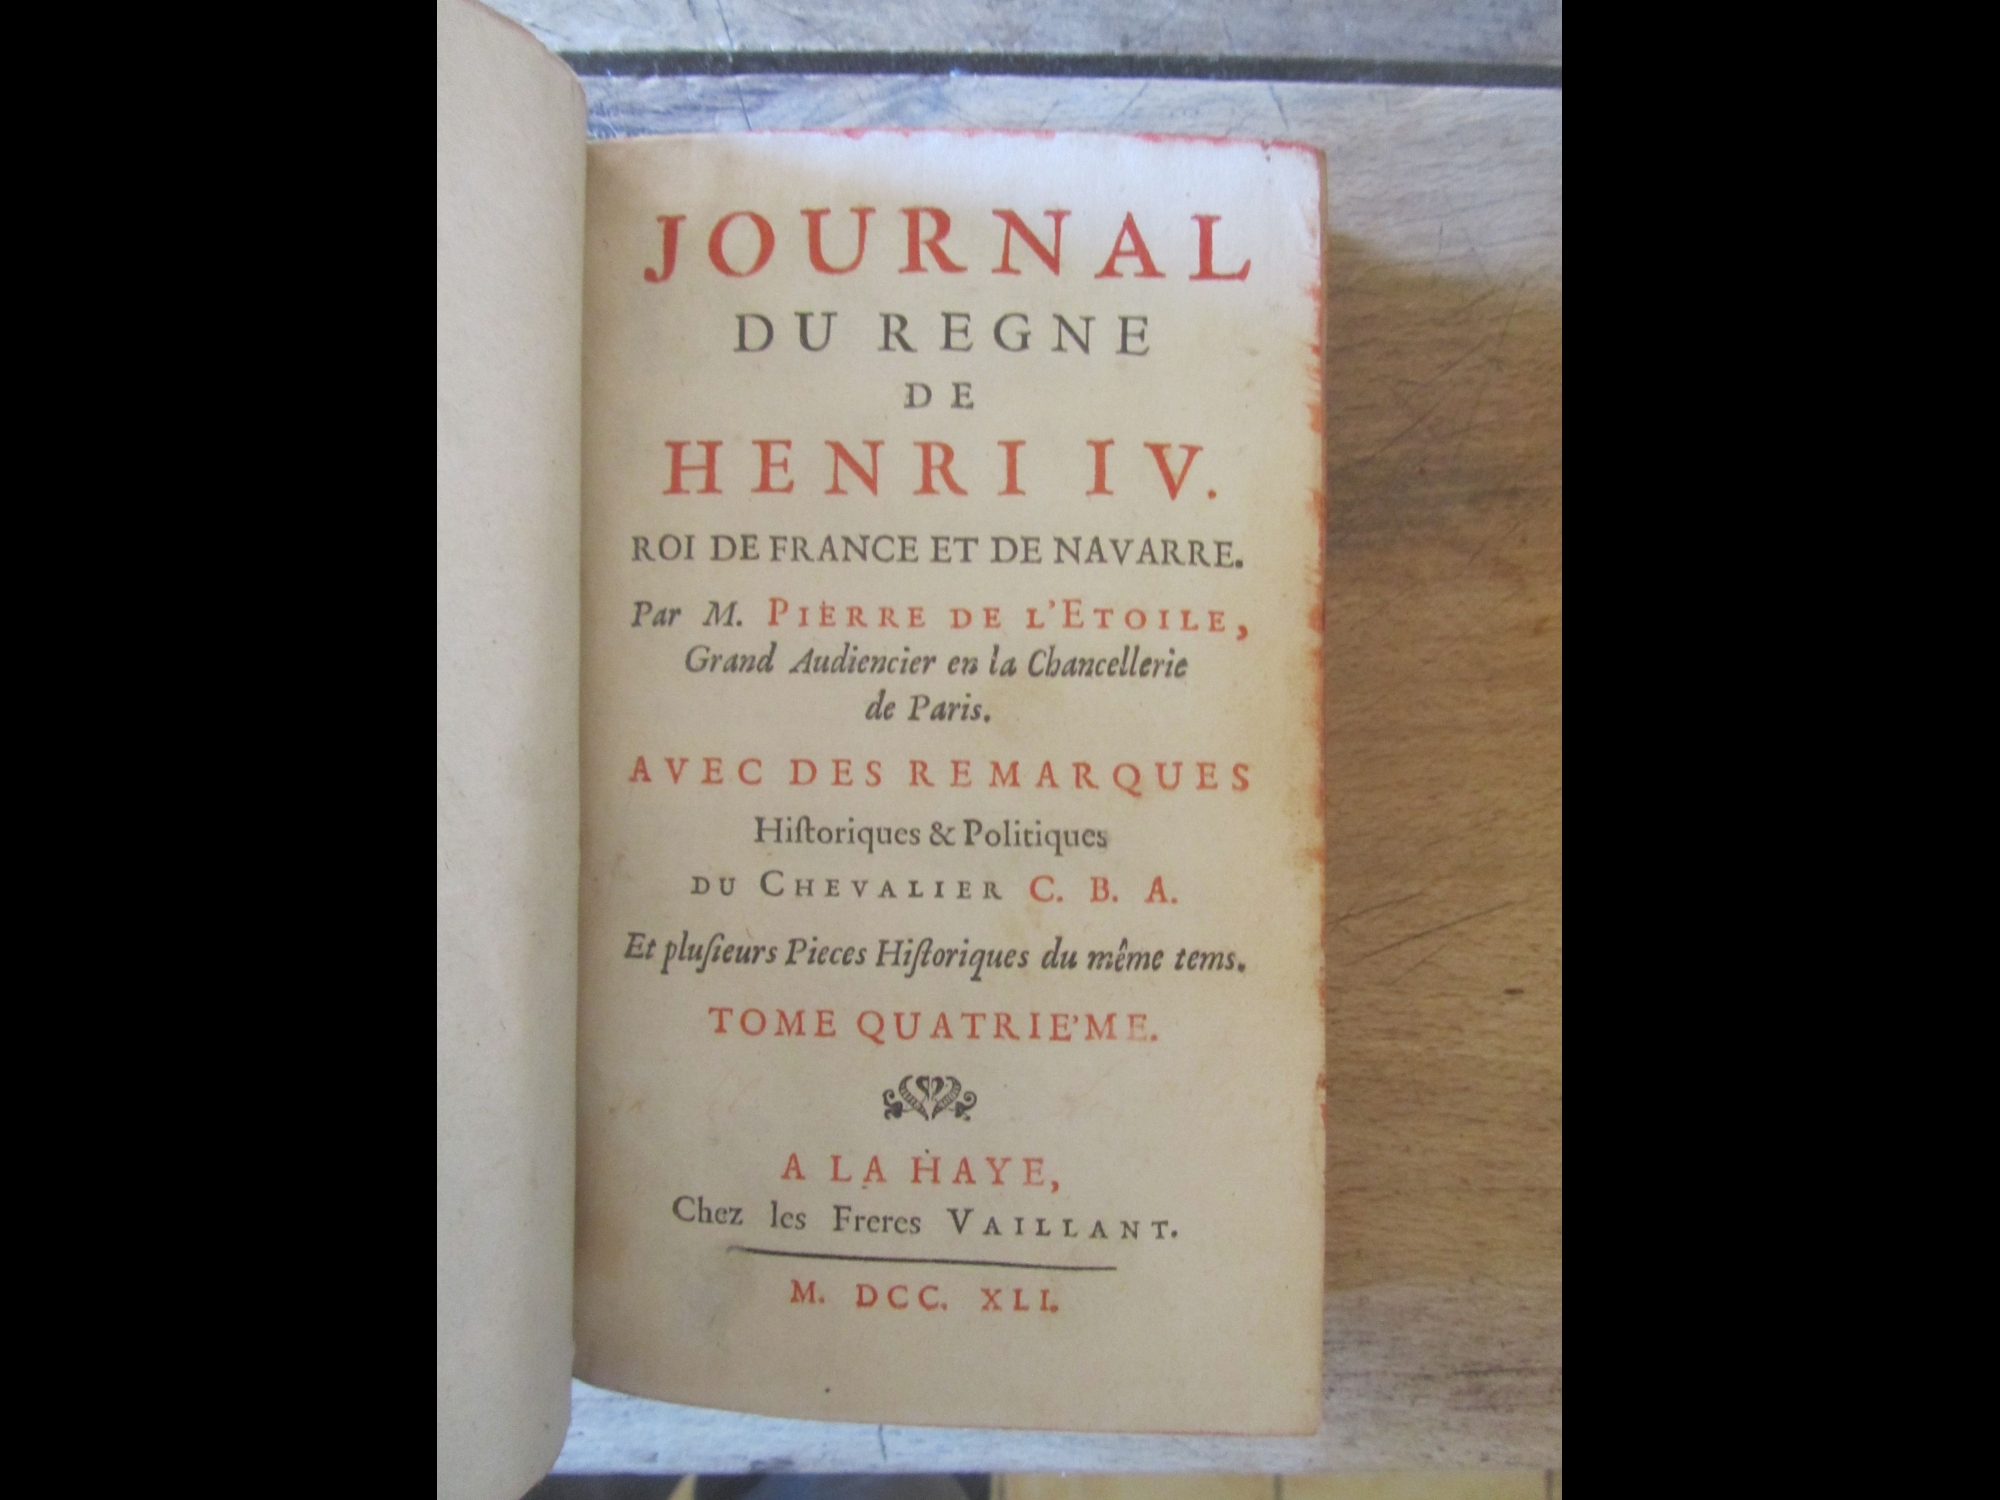 JOURNAL
DU REGNE
DE
HENRI IV.
ROI DE FRANCE ET DE NAVARRE.
Par M. PIERRE DE L'ETOILE,
Grand Audiencier en la Chancellerie
de Paris.
AVEC DES REMARQUES
Hiſtoriques & Politiques
DU CHEVALIER C. B. A.
Et pluſieurs Pieces Hiſtoriques du même tems.
TOME QUATRIE'ME.
A LA HAYE,
Chez les Freres VAILLANT.
M. DCC. XLI.